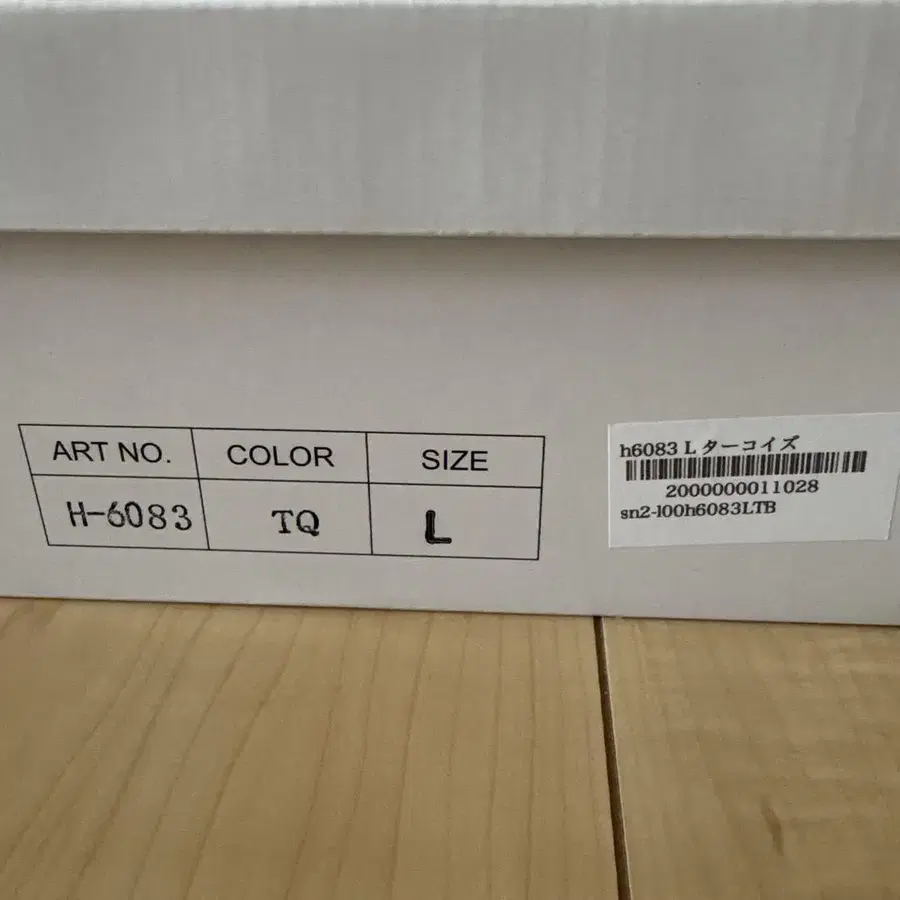 ART NO. COLOR SIZE
H-6083 TQ L
h6083 L ターコイズ
2000000011028
sn2-l00h6083LTB